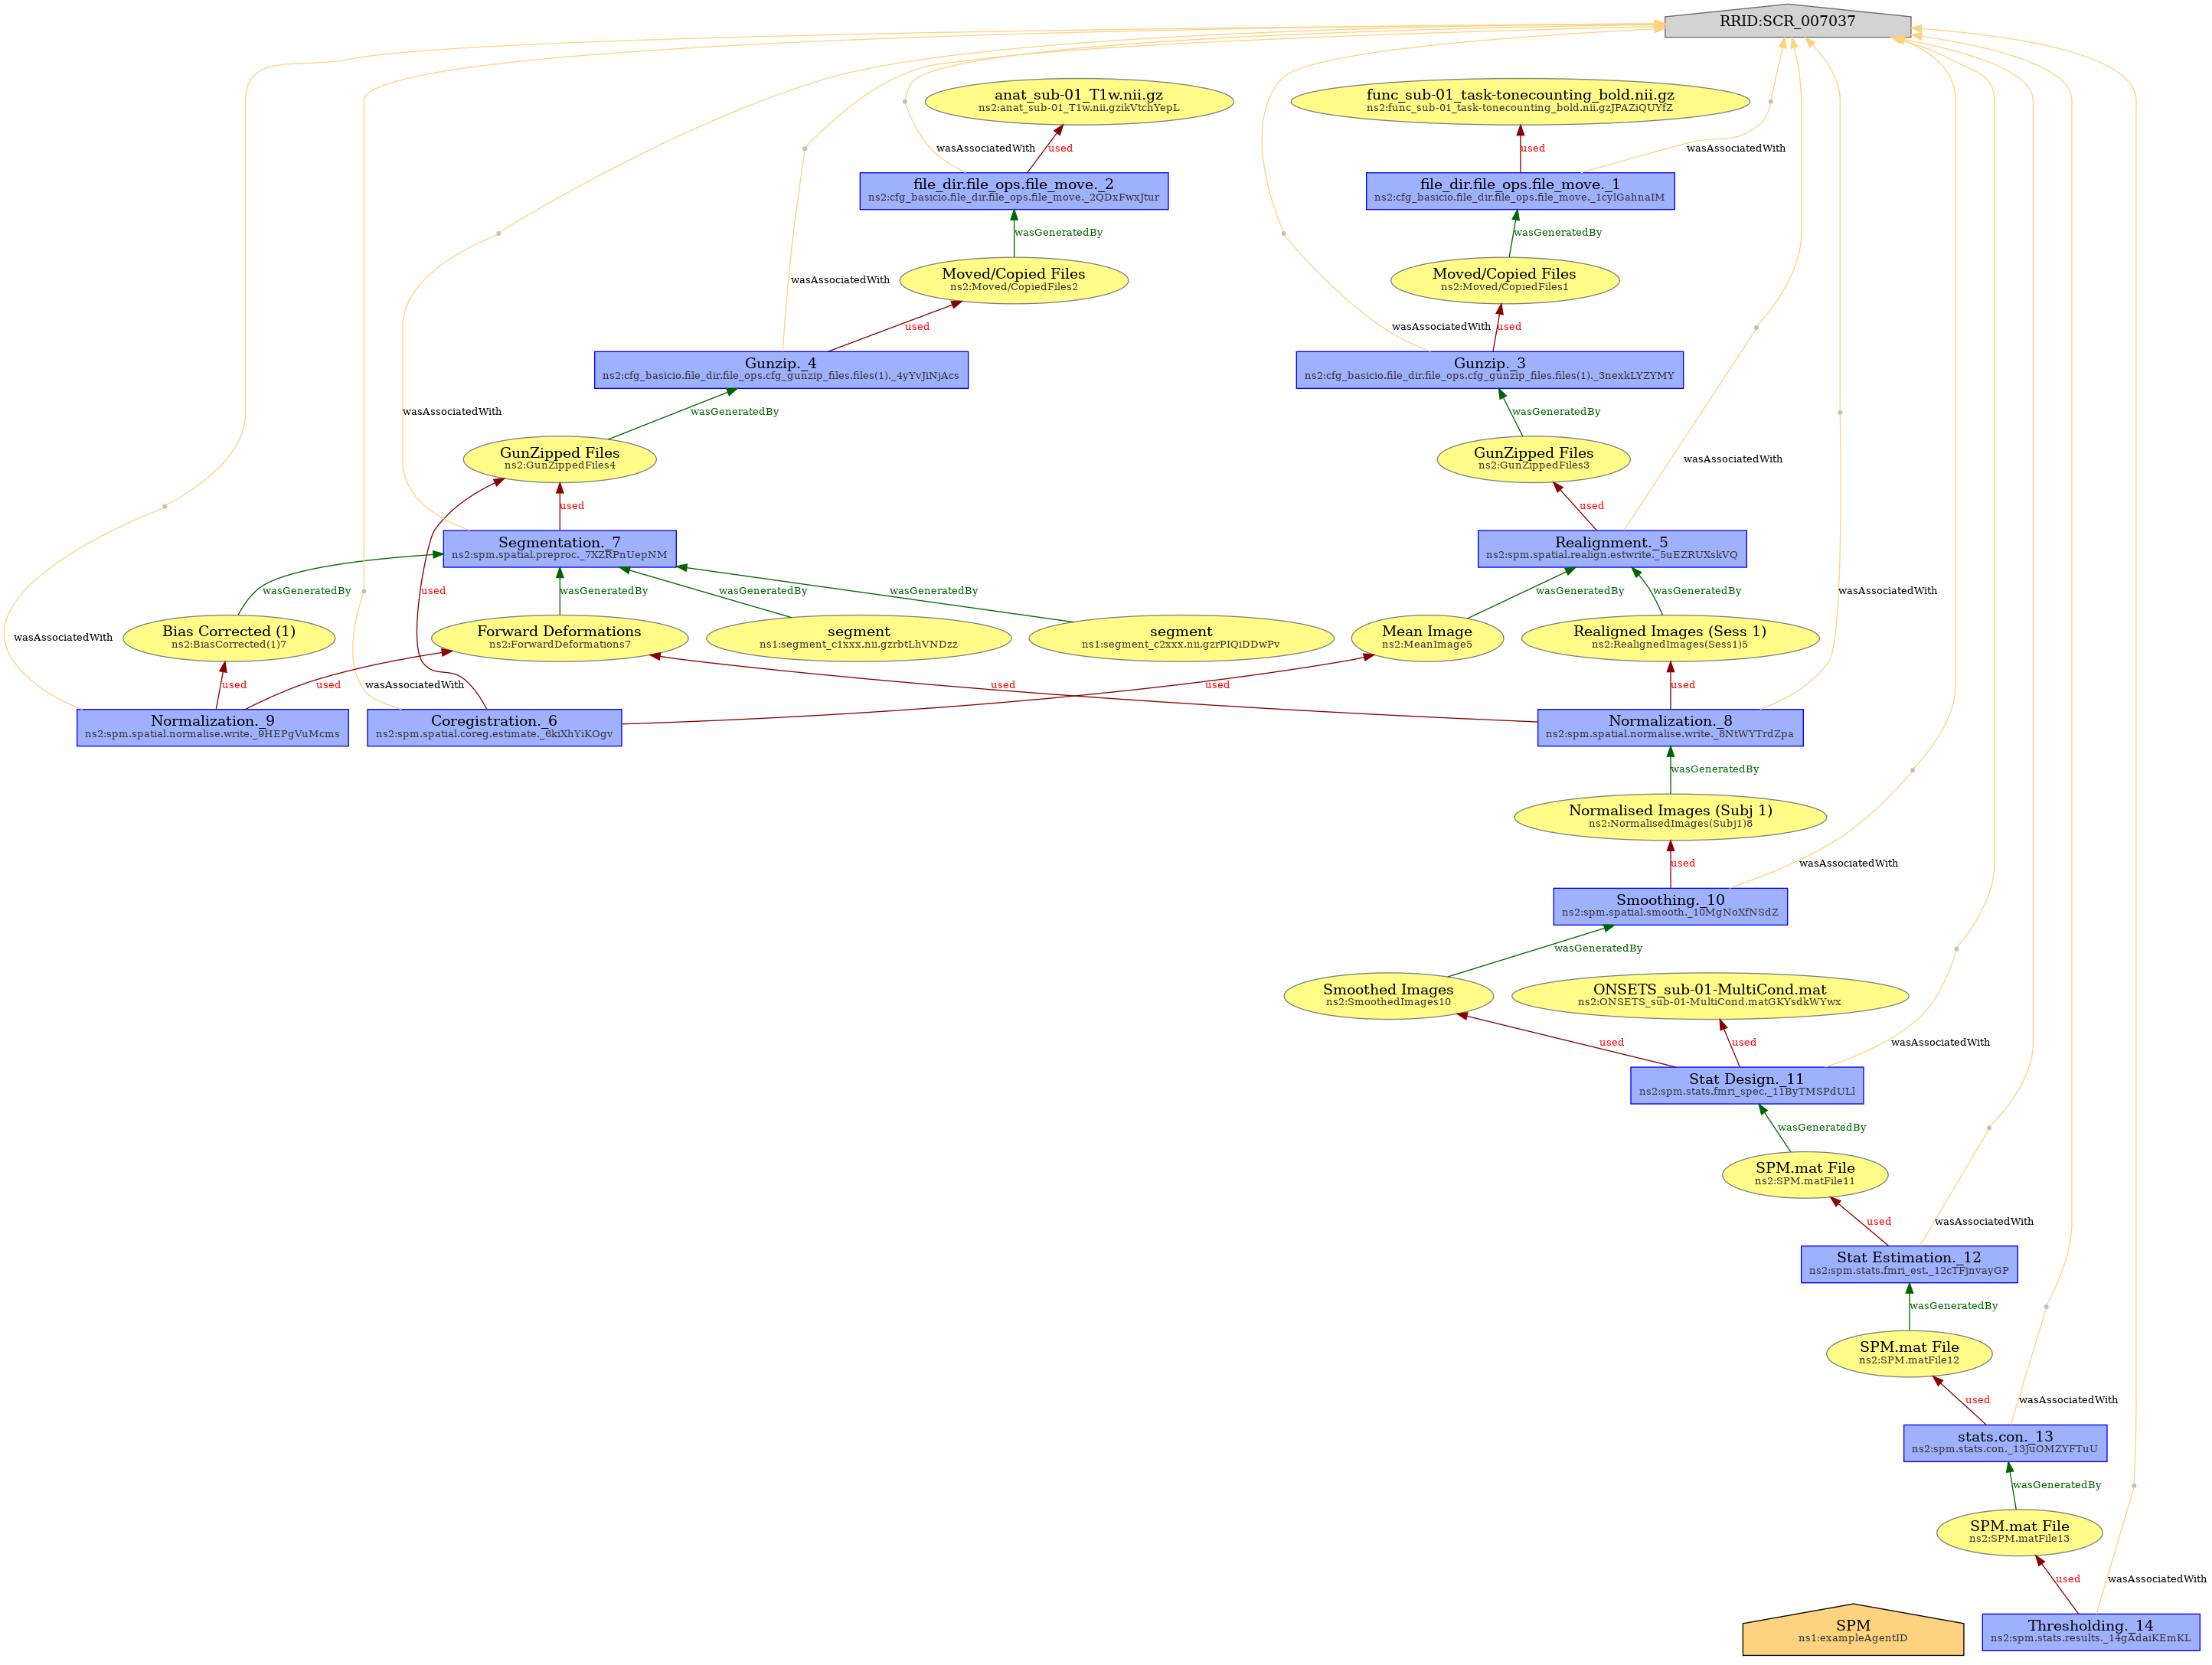 RRID:SCR_007037
anat_sub-01_T1w.nii.gz
ns2:anat_sub-01_T1w.nii.gzikVtchYepL
func_sub-01_task-tonecounting_bold.nii.gz
ns2:func_sub-01_task-tonecounting_bold.nii.gzJPAZiQUYfZ
wasAssociatedWith
used
used
wasAssociatedWith
file_dir.file_ops.file_move._2
ns2:cfg_basicio.file_dir.file_ops.file_move._2QDxFwxJtur
file_dir.file_ops.file_move._1
ns2:cfg_basicio.file_dir.file_ops.file_move._1cylGahnaIM
wasGeneratedBy
wasGeneratedBy
wasAssociatedWith
Moved/Copied Files
ns2:Moved/CopiedFiles2
Moved/Copied Files
ns2:Moved/CopiedFiles1
used
wasAssociatedWith
used
Gunzip._4
ns2:cfg_basicio.file_dir.file_ops.cfg_gunzip_files.files(1)._4yYvJiNjAcs
Gunzip._3
ns2:cfg_basicio.file_dir.file_ops.cfg_gunzip_files.files(1)._3nexkLYZYMY
wasAssociatedWith
wasGeneratedBy
wasGeneratedBy
GunZipped Files
ns2:GunZippedFiles4
GunZipped Files
ns2:GunZippedFiles3
wasAssociatedWith
used
used
Segmentation._7
ns2:spm.spatial.preproc._7XZRPnUepNM
Realignment._5
ns2:spm.spatial.realign.estwrite._5uEZRUXskVQ
wasGeneratedBy
used
wasGeneratedBy
wasGeneratedBy
wasGeneratedBy
wasGeneratedBy
wasGeneratedBy
wasAssociatedWith
wasAssociatedWith
Bias Corrected (1)
ns2:BiasCorrected(1)7
Forward Deformations
ns2:ForwardDeformations7
segment
ns1:segment_c1xxx.nii.gzrbtLhVNDzz
segment
ns1:segment_c2xxx.nii.gzrPIQiDDwPv
Mean Image
ns2:MeanImage5
Realigned Images (Sess 1)
ns2:RealignedImages(Sess1)5
used
used
wasAssociatedWith
used
used
used
Normalization._9
ns2:spm.spatial.normalise.write._9HEPgVuMcms
Coregistration._6
ns2:spm.spatial.coreg.estimate._6kiXhYiKOgv
Normalization._8
ns2:spm.spatial.normalise.write._8NtWYTrdZpa
wasGeneratedBy
Normalised Images (Subj 1)
ns2:NormalisedImages(Subj1)8
used
wasAssociatedWith
Smoothing._10
ns2:spm.spatial.smooth._10MgNoXfNSdZ
wasGeneratedBy
Smoothed Images
ns2:SmoothedImages10
ONSETS_sub-01-MultiCond.mat
ns2:ONSETS_sub-01-MultiCond.matGKYsdkWYwx
used
used
wasAssociatedWith
Stat Design._11
ns2:spm.stats.fmri_spec._11ByTMSPdULl
wasGeneratedBy
SPM.mat File
ns2:SPM.matFile11
used
wasAssociatedWith
Stat Estimation._12
ns2:spm.stats.fmri_est._12cTFjnvayGP
wasGeneratedBy
SPM.mat File
ns2:SPM.matFile12
used
wasAssociatedWith
stats.con._13
ns2:spm.stats.con._13JuOMZYFTuU
wasGeneratedBy
SPM.mat File
ns2:SPM.matFile13
used
wasAssociatedWith
SPM
ns1:exampleAgentID
Thresholding._14
ns2:spm.stats.results._14gAdaiKEmKL